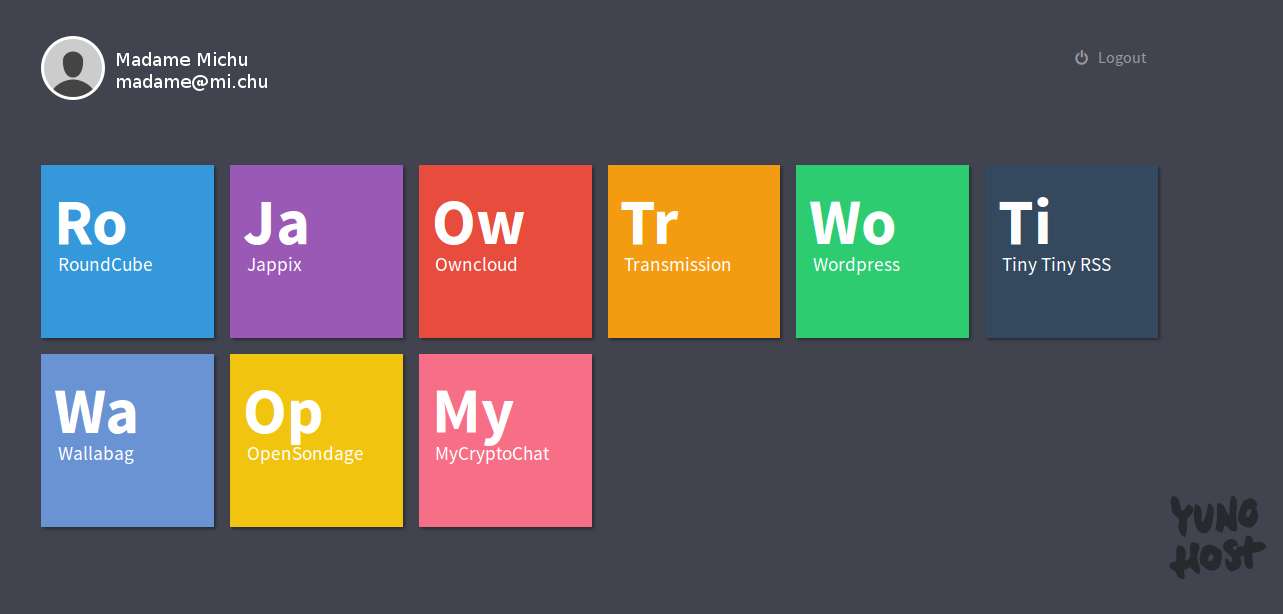 Madame Michu
madame@mi.chu
Logout
Ro
RoundCube
Ja
Jappix
Ow
Owncloud
Tr
Transmission
Wo
Wordpress
Ti
Tiny Tiny RSS
Wa
Wallabag
Op
OpenSondage
My
MyCryptoChat
YUNO
HOST